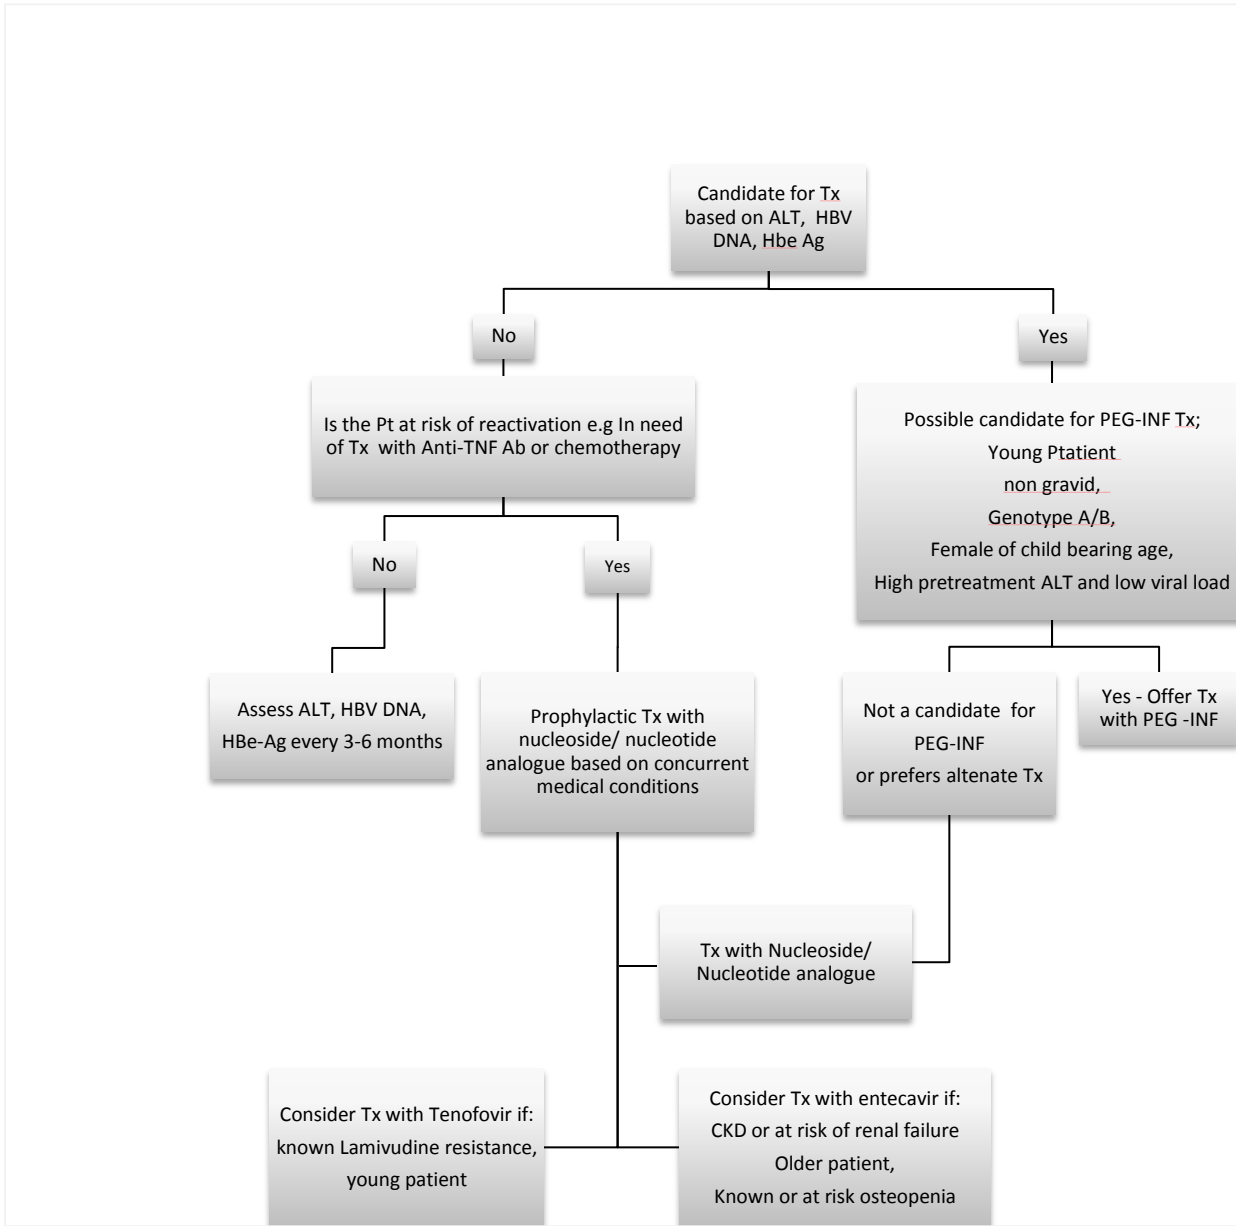 Candidate for Tx
based on ALT, HBV
DNA, Hbe Ag
No
Yes
Is the Pt at risk of reactivation e.g In need
of Tx with Anti-TNF Ab or chemotherapy
Possible candidate for PEG-INF Tx;
Young Ptatient
non gravid,
Genotype A/B,
Female of child bearing age,
High pretreatment ALT and low viral load
No
Yes
Assess ALT, HBV DNA,
HBe-Ag every 3-6 months
Prophylactic Tx with
nucleoside/ nucleotide
analogue based on concurrent
medical conditions
Not a candidate for
PEG-INF
or prefers altenate Tx
Yes - Offer Tx
with PEG -INF
Tx with Nucleoside/
Nucleotide analogue
Consider Tx with Tenofovir if:
known Lamivudine resistance,
young patient
Consider Tx with entecavir if:
CKD or at risk of renal failure
Older patient,
Known or at risk osteopenia